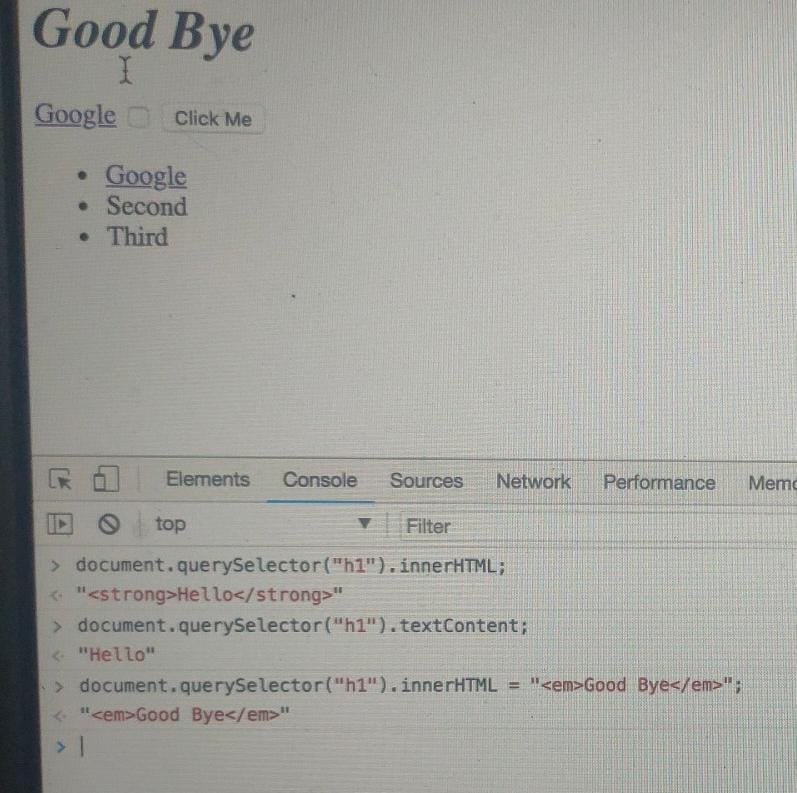 Good Bye
Google Click Me
Google
Second
Third
Elements Console Sources Network Performance Memo
top Filter
> document.querySelector("h1").innerHTML;
"<strong>Hello</strong>"
> document.querySelector("h1").textContent;
"Hello"
> document.querySelector("h1").innerHTML = "<em>Good Bye</em>";
"<em>Good Bye</em>"
>